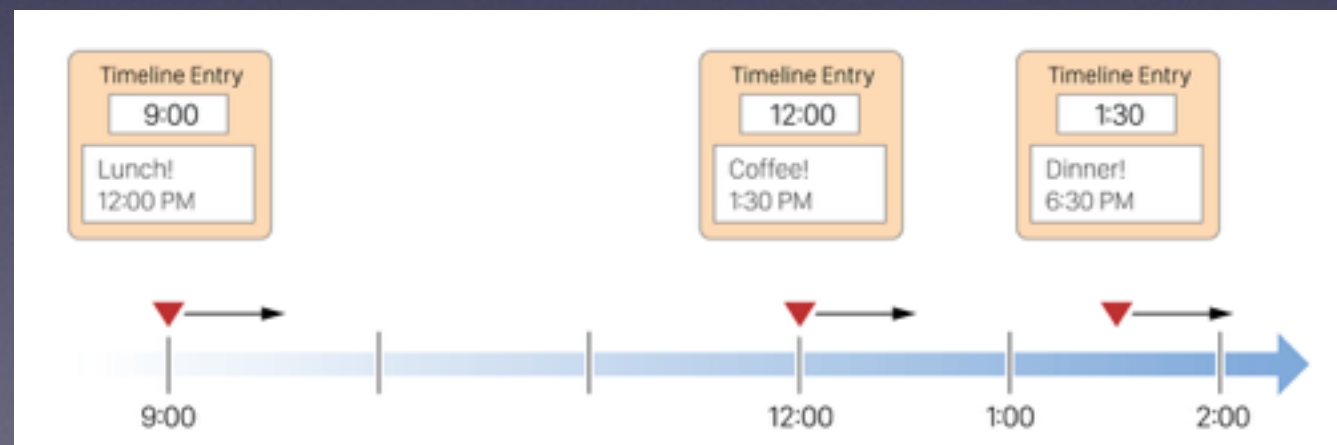 Timeline Entry
9:00
Lunch!
12:00 PM
Timeline Entry
12:00
Coffee!
1:30 PM
Timeline Entry
1:30
Dinner!
6:30 PM
9:00
12:00
1:00
2:00